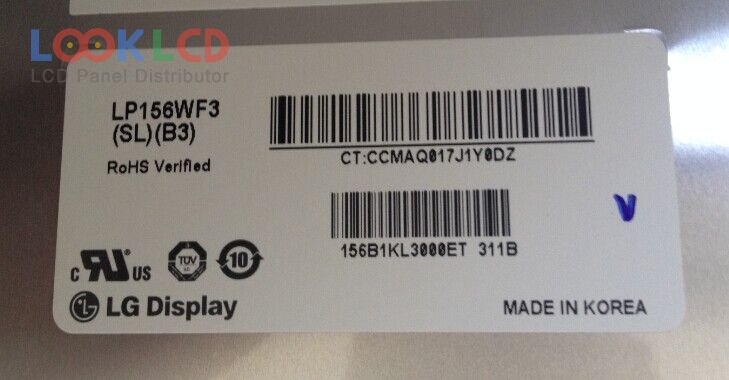 LOOKLCD
LCD Panel Distributor
LP156WF3
(SL)(B3)
RoHS Verified
CT:CCMAQ017J1Y0DZ
156B1KL3000ET 311B
V
c RU US
TÜV
10
LG Display
MADE IN KOREA